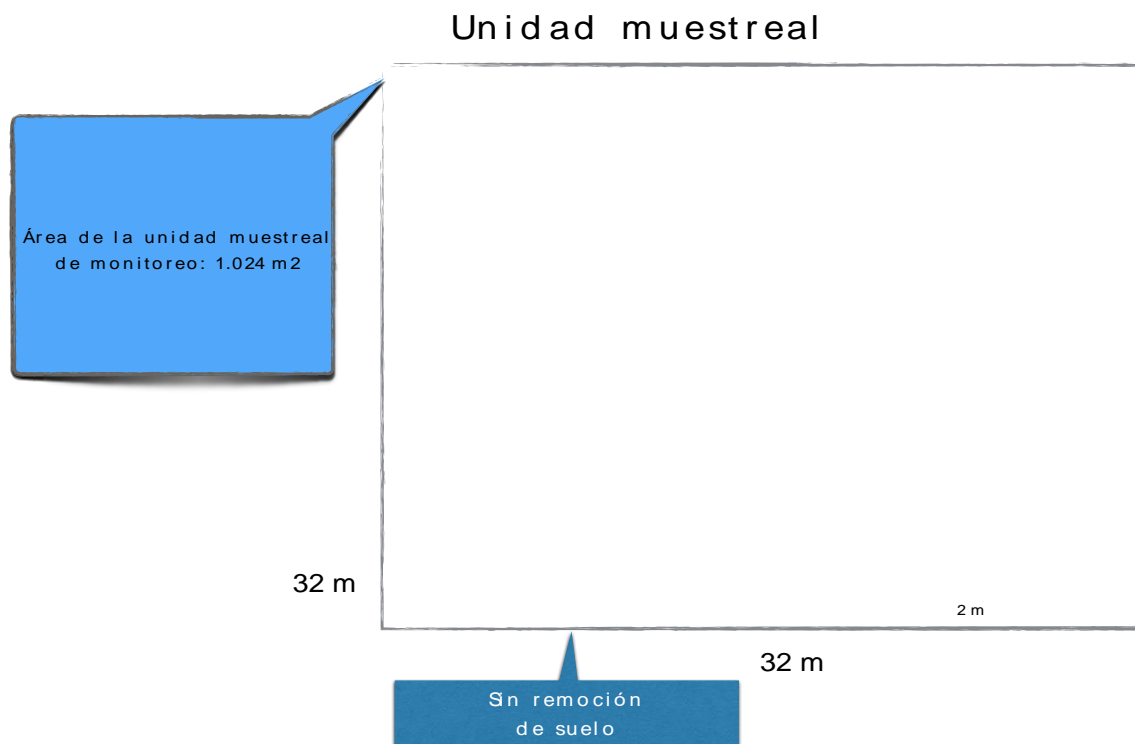 Unidad muestreal
Área de la unidad muestreal
de monitoreo: 1.024 m2
32 m
2 m
32 m
Sin remoción
de suelo